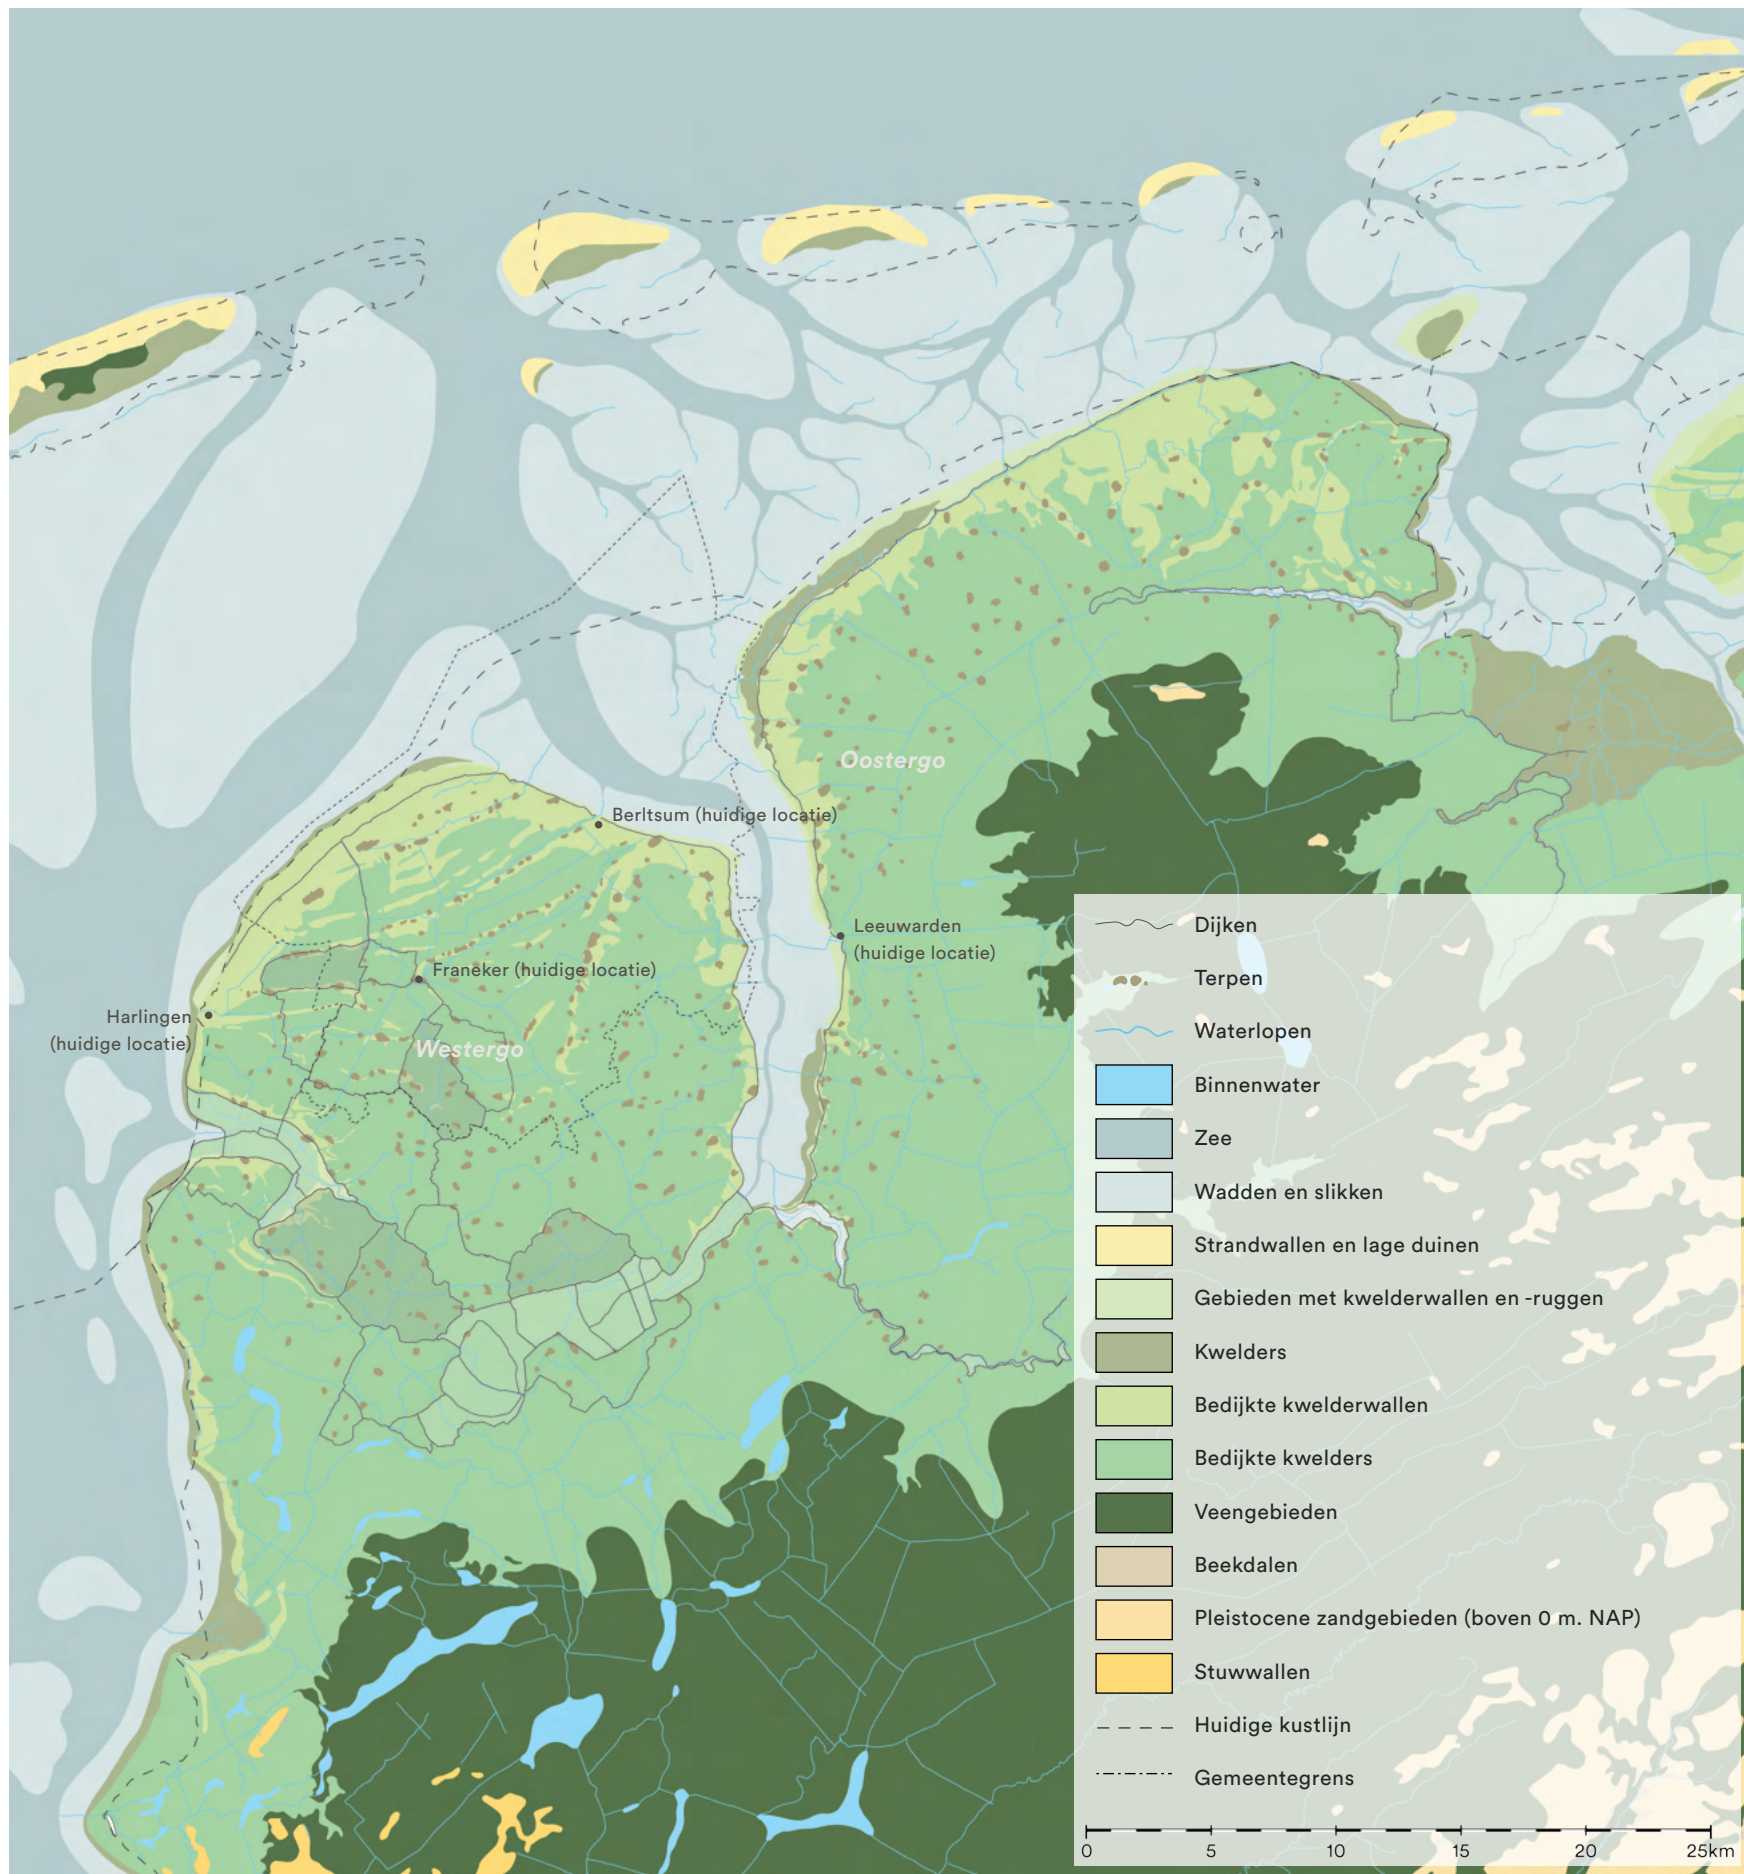 Oostergo
Berltsum (huidige locatie)
Leeuwarden
(huidige locatie)
Franeker (huidige locatie)
Harlingen
(huidige locatie)
Westergo
Dijken
Terpen
Waterlopen
Binnenwater
Zee
Wadden en slikken
Strandwallen en lage duinen
Gebieden met kwelderwallen en -ruggen
Kwelders
Bedijkte kwelderwallen
Bedijkte kwelders
Veengebieden
Beekdalen
Pleistocene zandgebieden (boven 0 m. NAP)
Stuwwallen
Huidige kustlijn
Gemeentegrens
0 5 10 15 20 25km